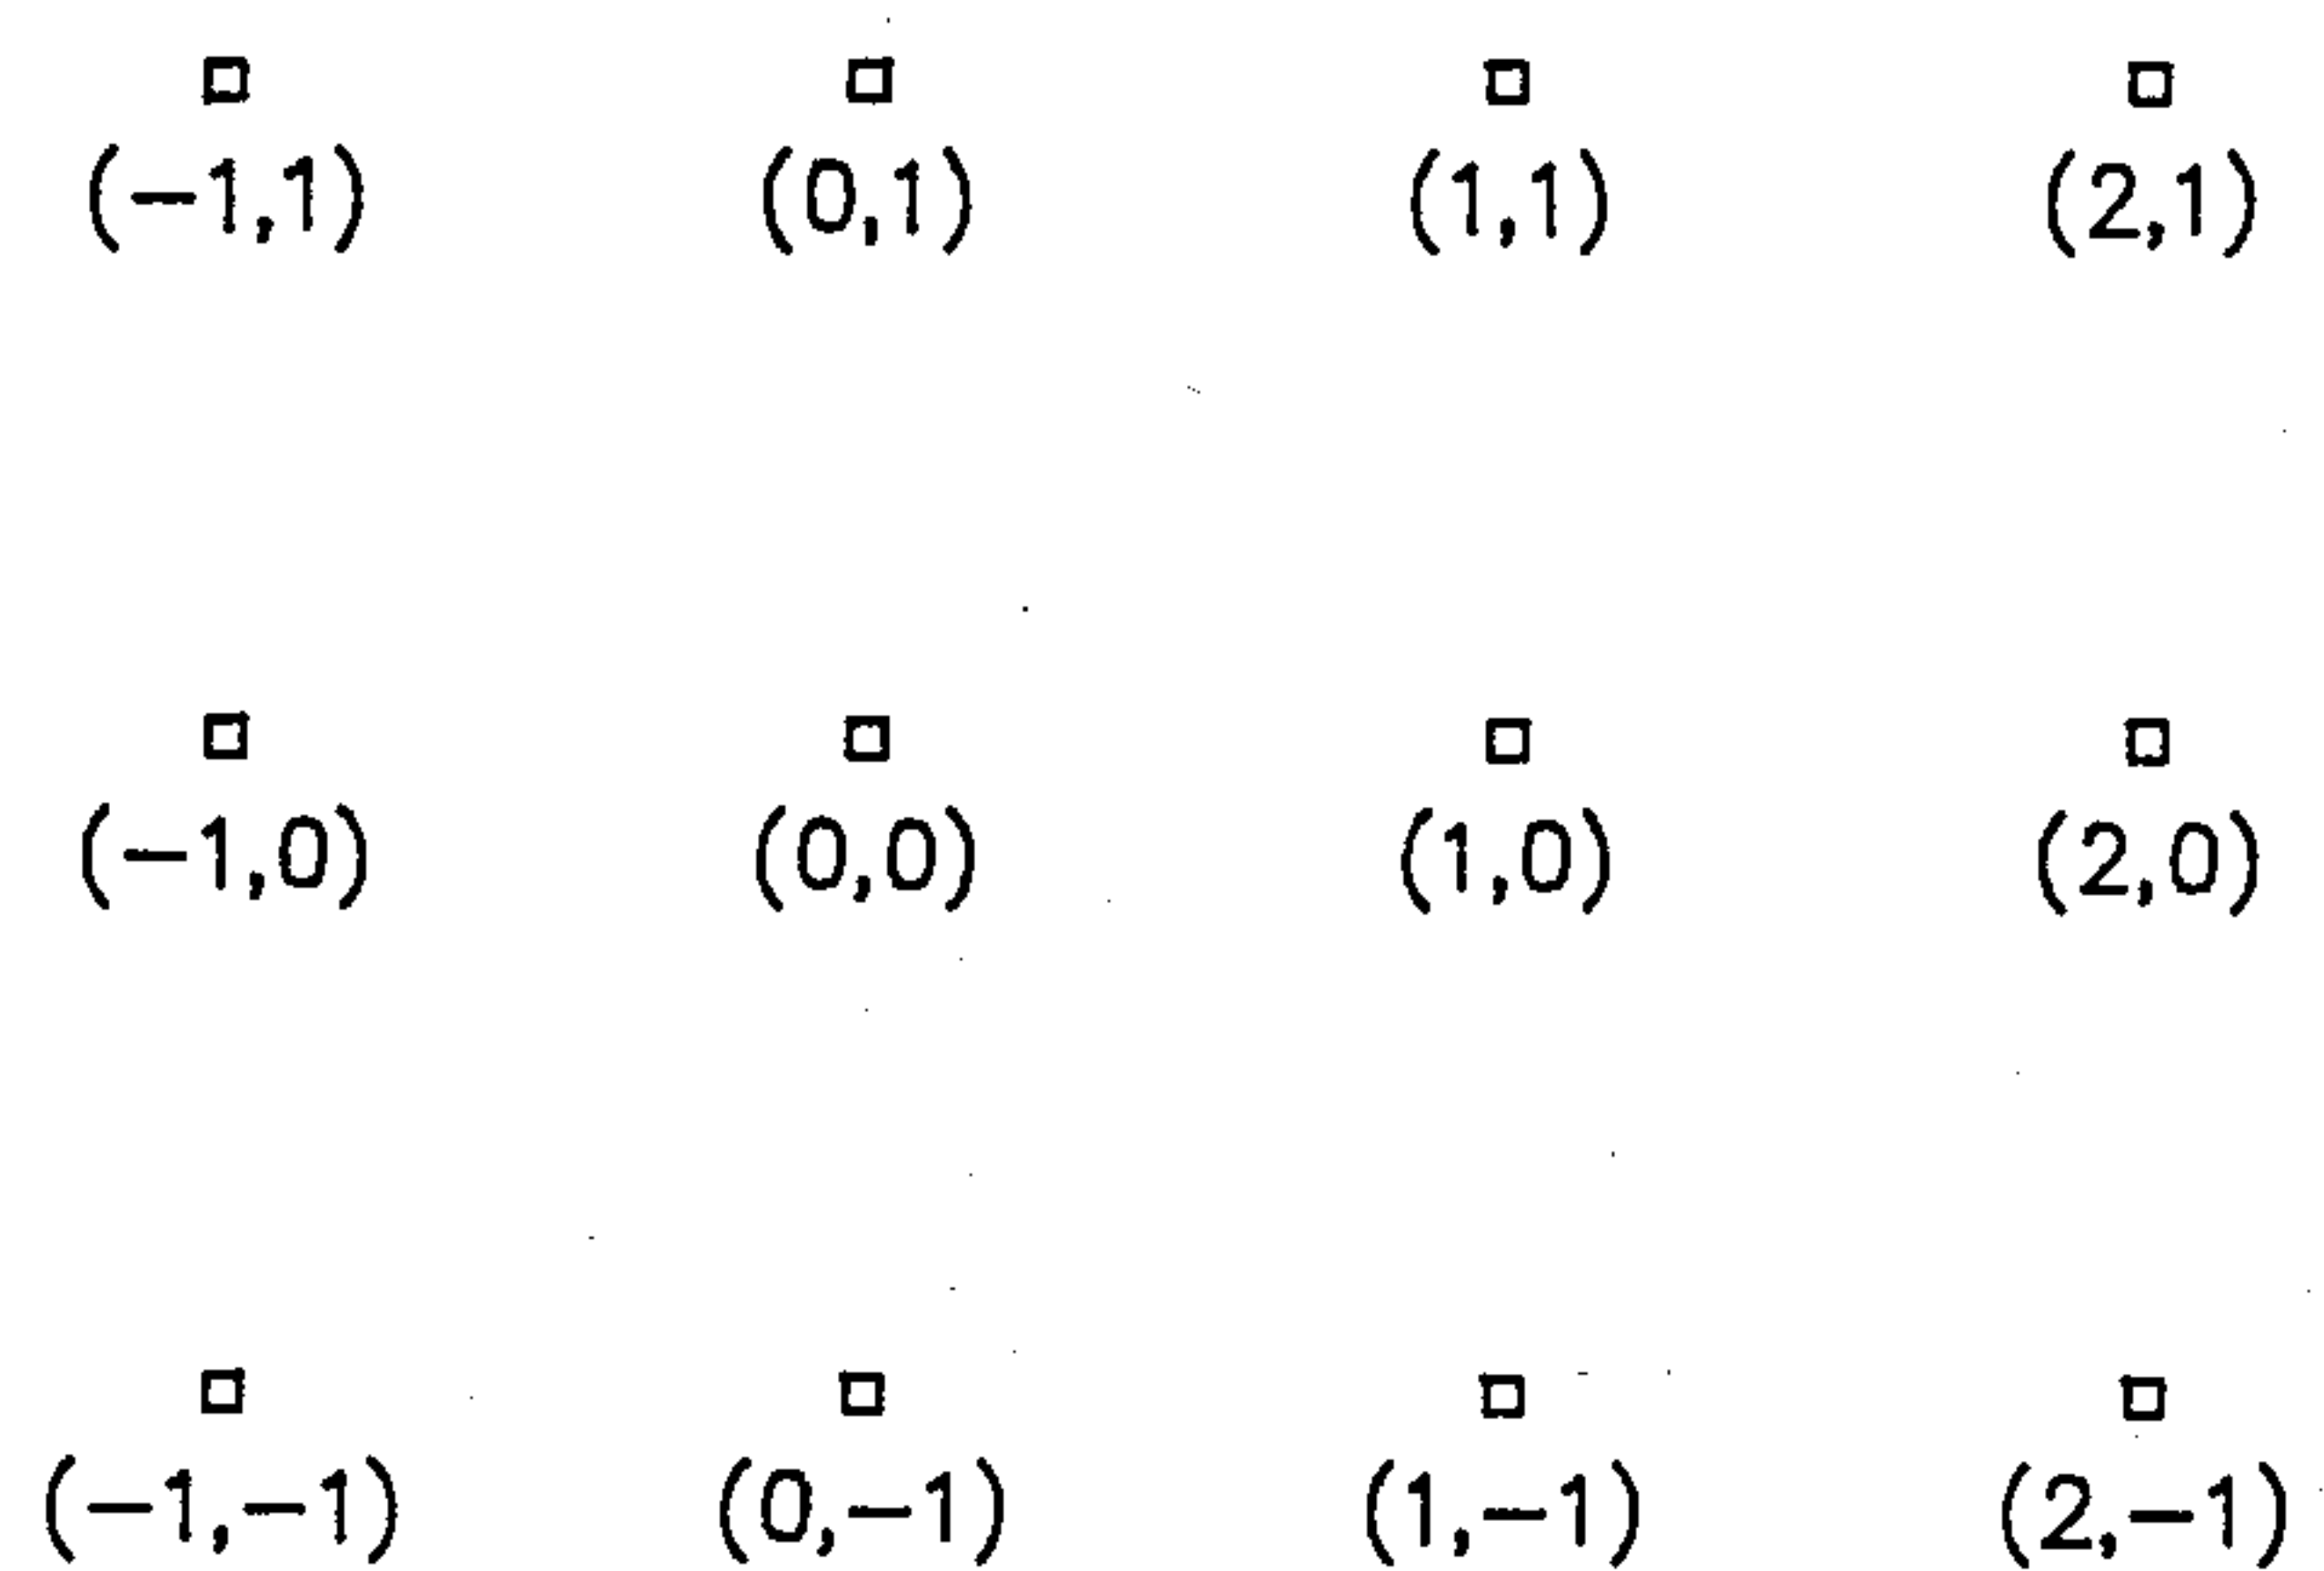 (-1,1) (0,1) (1,1) (2,1)
(-1,0) (0,0) (1,0) (2,0)
(-1,-1) (0,-1) (1,-1) (2,-1)